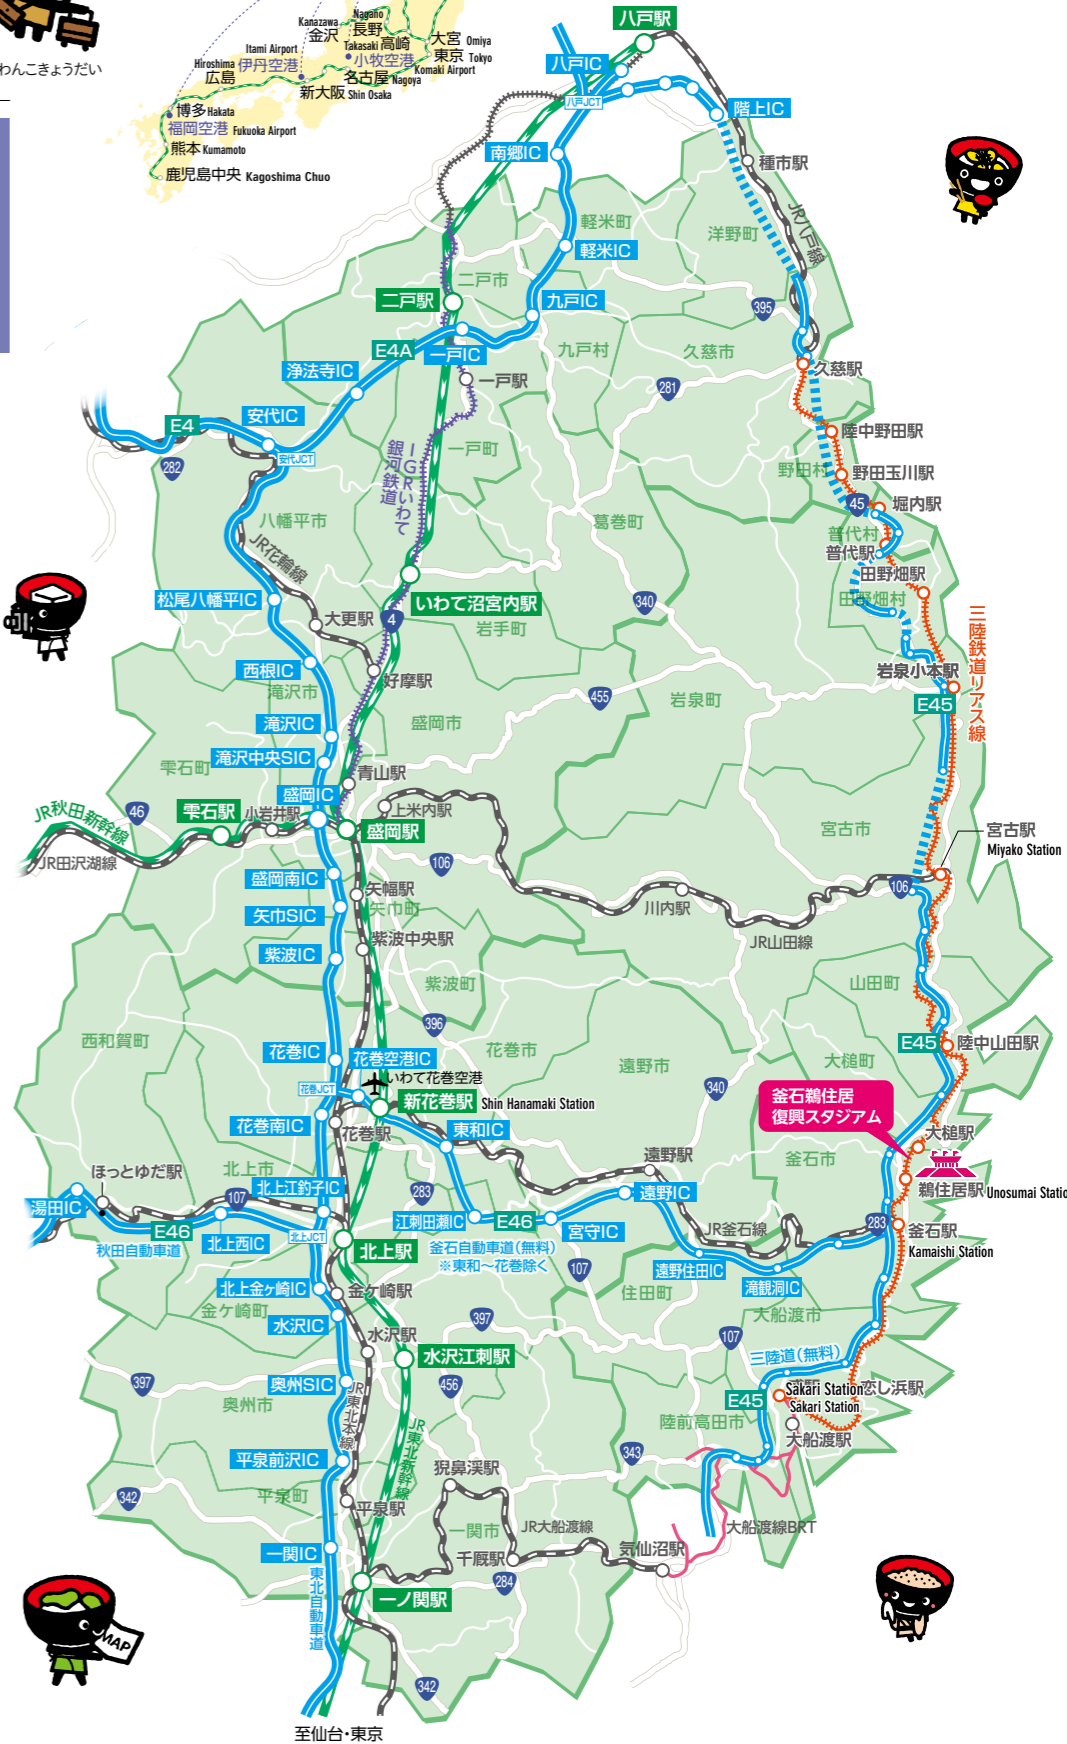 わんこきょうだい
Nagano
長野
Kanazawa
金沢
Takasaki
高崎
大宮 Omiya
東京 Tokyo
Itami Airport
伊丹空港
小牧空港
Komaki Airport
Hiroshima
広島
名古屋 Nagoya
新大阪 Shin Osaka
博多 Hakata
福岡空港 Fukuoka Airport
熊本 Kumamoto
鹿児島中央 Kagoshima Chuo
八戸駅
八戸IC
八戸JCT
階上IC
南郷IC
種市駅
JR八戸線
軽米町
洋野町
軽米IC
二戸市
二戸駅
九戸IC
395
E4A
一戸IC
九戸村
久慈市
浄法寺IC
久慈駅
一戸駅
281
安代IC
E4
陸中野田駅
安代JCT
282
一戸町
IGRいわて
銀河鉄道
野田村
野田玉川駅
45
堀内駅
八幡平市
葛巻町
普代村
普代駅
JR花輪線
田野畑駅
松尾八幡平IC
いわて沼宮内駅
340
田野畑村
4
大更駅
岩手町
三陸鉄道リアス線
西根IC
好摩駅
岩泉小本駅
滝沢市
455
岩泉町
E45
滝沢IC
盛岡市
滝沢中央SIC
雫石町
青山駅
盛岡IC
JR秋田新幹線
46
雫石駅
小岩井駅
上米内駅
盛岡駅
宮古市
宮古駅
Miyako Station
JR田沢湖線
106
盛岡南IC
矢幅駅
106
矢巾SIC
矢巾町
川内駅
紫波中央駅
JR山田線
紫波IC
紫波町
山田町
396
西和賀町
花巻IC
花巻空港IC
花巻市
E45
陸中山田駅
遠野市
大槌町
いわて花巻空港
花巻JCT
340
新花巻駅 Shin Hanamaki Station
釜石鵜住居
復興スタジアム
花巻南IC
花巻駅
東和IC
大槌駅
遠野駅
釜石市
ほっとゆだ駅
北上市
107
北上江釣子IC
283
遠野IC
鵜住居駅 Unosumai Statio
湯田IC
江刺田瀬IC
E46
宮守IC
JR釜石線
283
釜石駅
Kamaishi Station
E46
秋田自動車道
北上西IC
北上JCT
北上駅
釜石自動車道(無料)
※東和～花巻除く
遠野住田IC
107
滝観洞IC
北上金ケ崎IC
金ケ崎駅
住田町
金ケ崎町
水沢IC
水沢駅
397
大船渡市
107
水沢江刺駅
三陸道(無料)
397
奥州SIC
456
奥州市
E45
Sakari Station
Sakari Station
恋し浜駅
JR東北本線
JR東北新幹線
陸前高田市
大船渡駅
平泉前沢IC
343
猊鼻渓駅
342
平泉町
平泉駅
一関市
JR大船渡線
大船渡線BRT
一関IC
千厩駅
気仙沼駅
284
東北自動車道
一ノ関駅
MAP
342
至仙台・東京